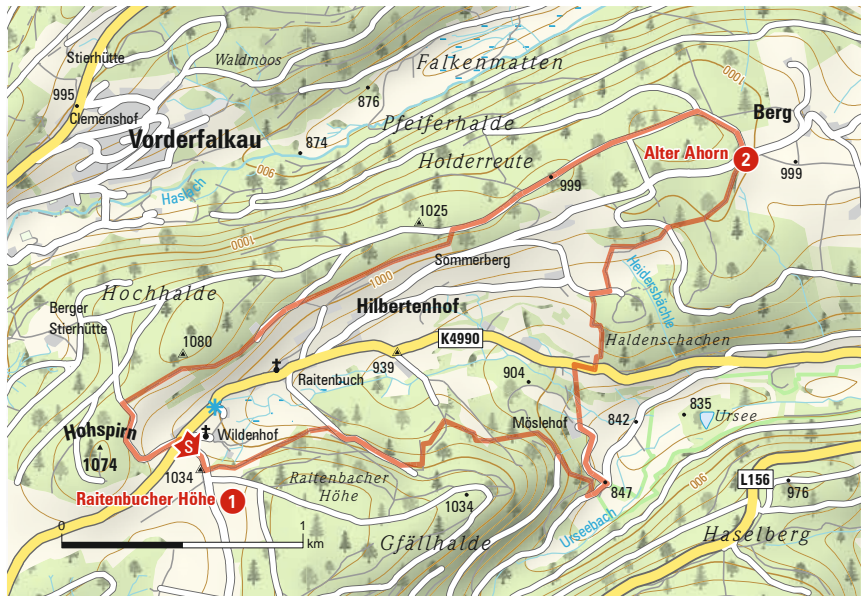 Stierhütte
Waldmoos
Falkenmatten
1000
995
Clemenshof
876
Berg
Pfeiferhalde
Vorderfalkau
874
Alter Ahorn
2
Holderreute
900
999
999
Haslach
1025
1000
Sommerberg
1000
Heidersbächle
Hochhalde
Berger
Stierhütte
Hilbertenhof
K4990
Haldenschachen
1080
939
Raitenbuch
904
835
Ursee
Möslehof
842
Hohspirn
Wildenhof
S
1074
1034
Raitenbacher
Höhe
Raitenbucher Höhe
1
1034
847
900
L156
976
Urseebach
Haselberg
Gfällhalde
0
1
km